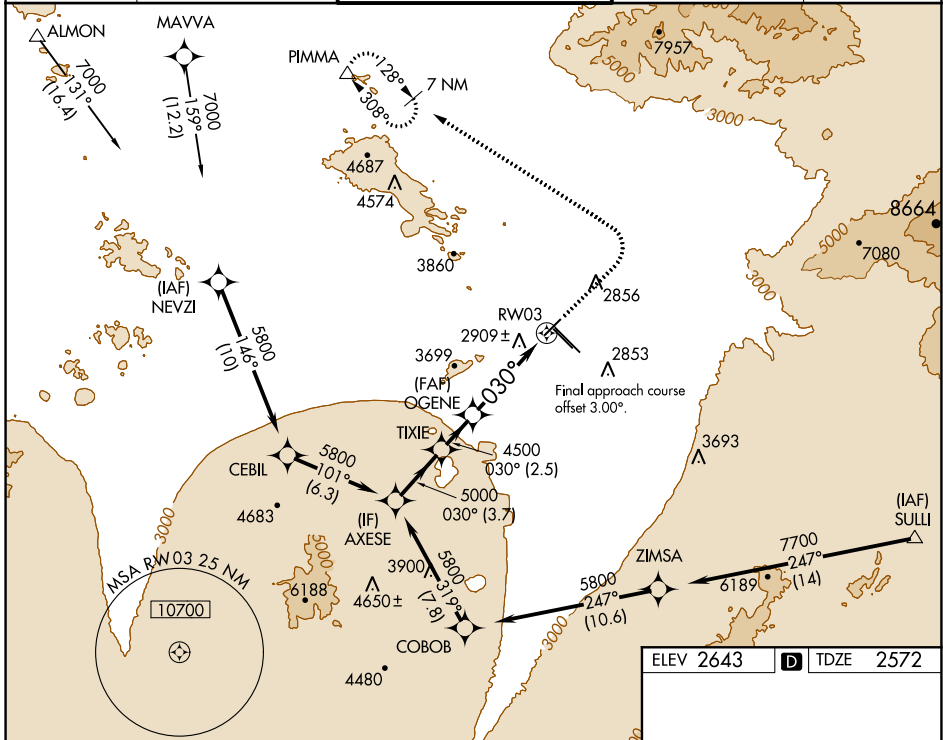 ALMON
7000
131°
(16.4)
MAVVA
7000
159°
(12.2)
PIMMA
128°
308°
7 NM
7957
5000
3000
4687
4574
3860
8664
5000
7080
3000
(IAF)
NEVZI
5800
146°
(10)
2856
RW03
2909±
2853
3699
Final approach course
offset 3.00°.
030°
(FAF)
OGENE
TIXIE
4500
030° (2.5)
CEBIL
5800
101°
(6.3)
5000
030° (3.7)
3693
4683
(IF)
AXESE
(IAF)
SULLI
3000
5000
MSA RW03 25 NM
10700
6188
3900
4650±
5800
319°
(7.8)
ZIMSA
7700
247°
(14)
6189
5800
247°
(10.6)
COBOB
3000
4480
ELEV 2643
D
TDZE 2572